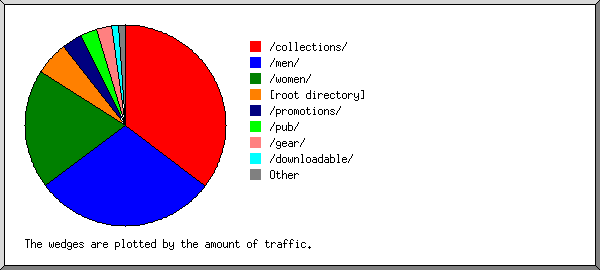 /collections/
/men/
/women/
[root directory]
/promotions/
/pub/
/gear/
/downloadable/
Other
The wedges are plotted by the amount of traffic.